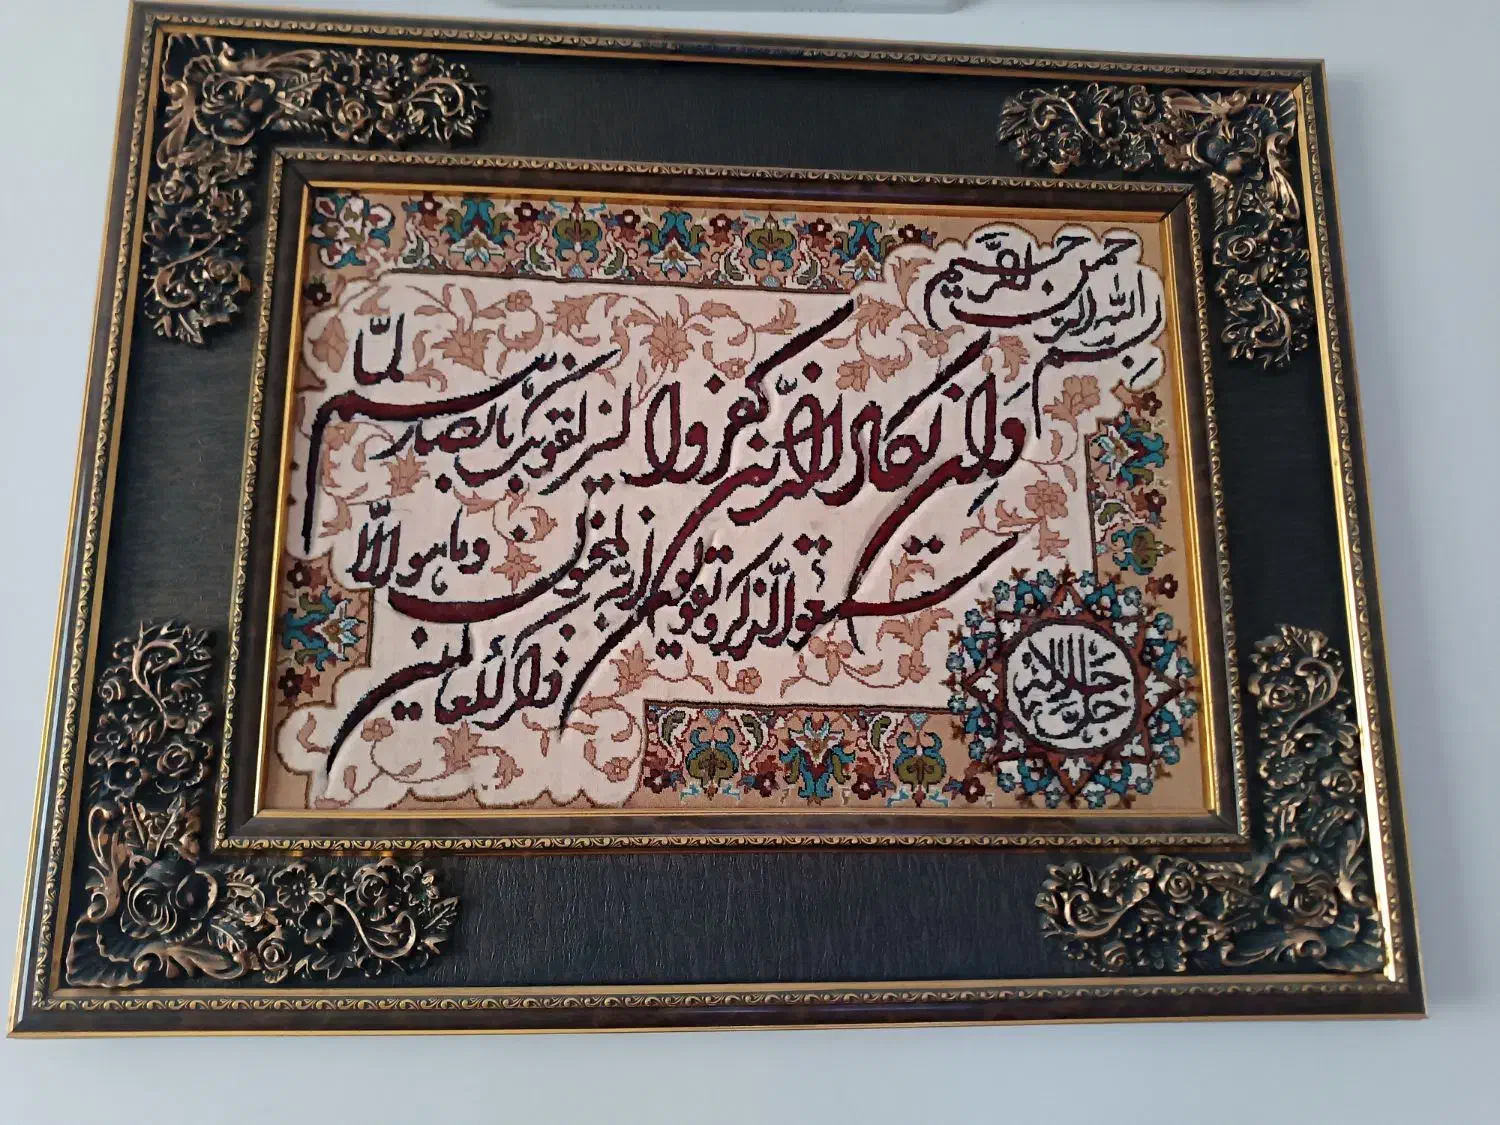 بسم الله الرحمن الرحیم
وان یکاد الذین کفروا لیزلقونک بابصارهم لما
سمعوا الذکر و یقولون انه لمجنون وما هو الا
ذکر للعالمین